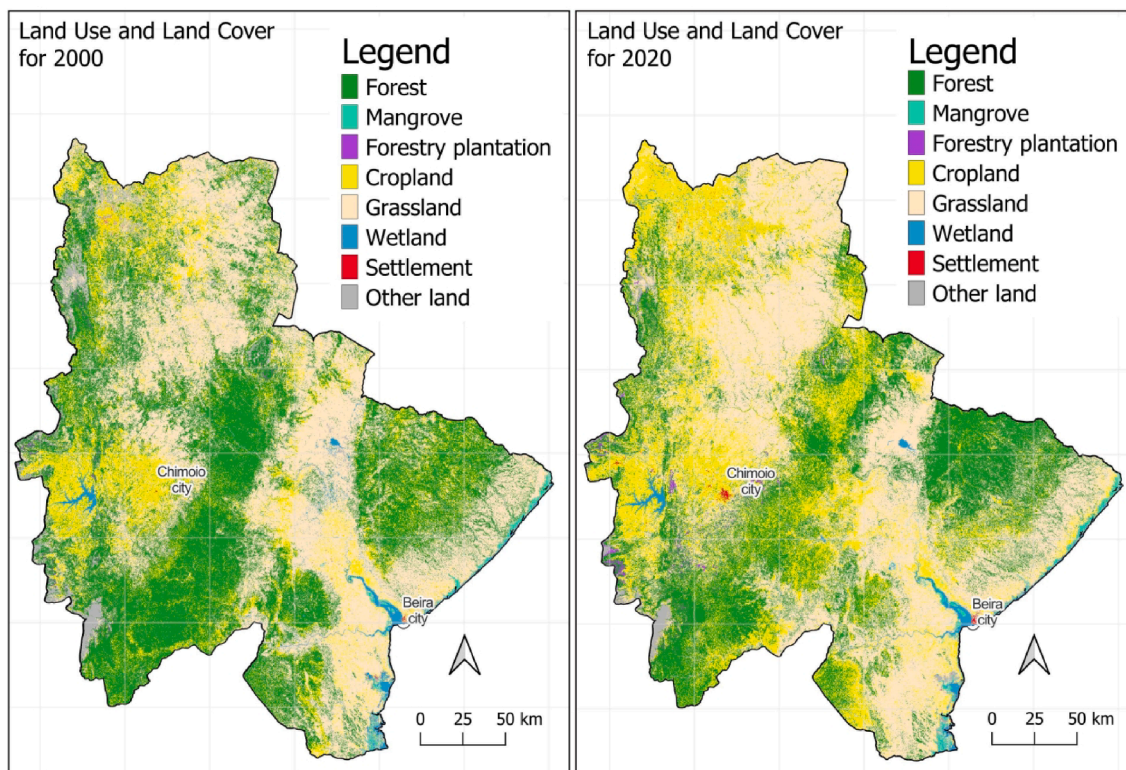 Land Use and Land Cover
for 2000
Legend
Forest
Mangrove
Forestry plantation
Cropland
Grassland
Wetland
Settlement
Other land
Chimoio
city
Beira
city
0 25 50 km
Land Use and Land Cover
for 2020
Legend
Forest
Mangrove
Forestry plantation
Cropland
Grassland
Wetland
Settlement
Other land
Chimoio
city
Beira
city
0 25 50 km